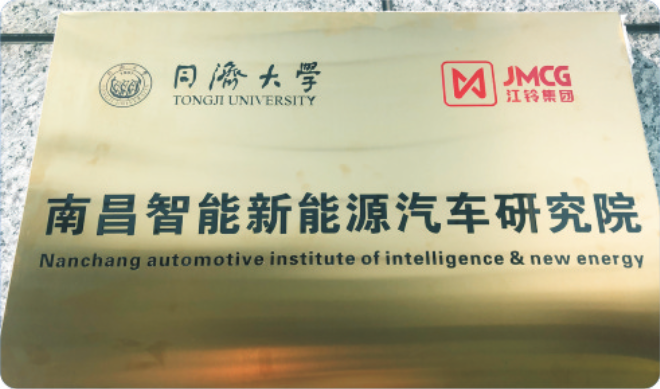 同濟大學
TONGJI UNIVERSITY
JMCG
江铃集团
南昌智能新能源汽车研究院
Nanchang automotive institute of intelligence & new energy